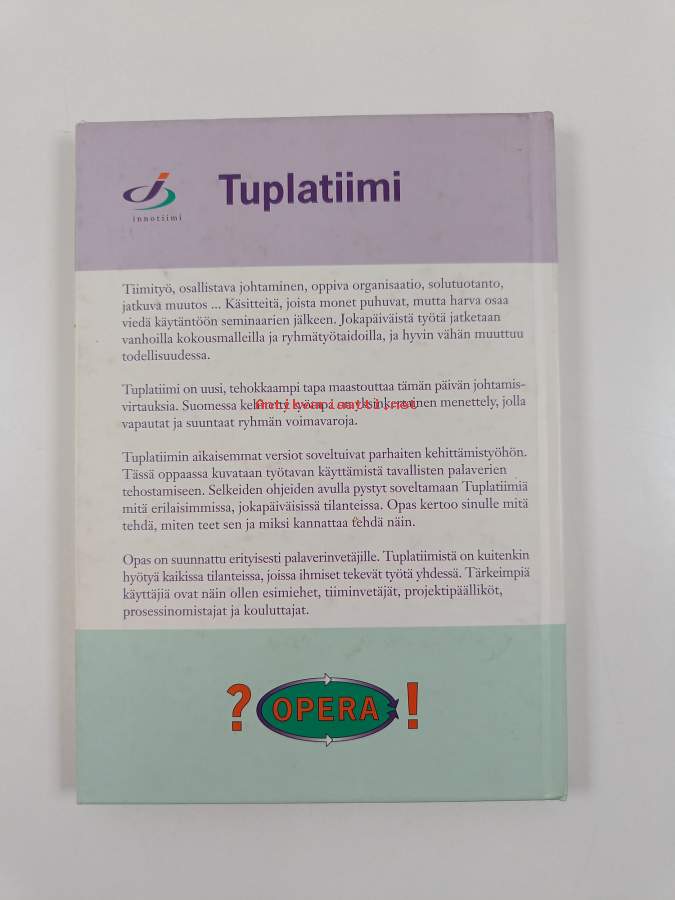 Tuplatiimi
innotiimi
Tiimityö, osallistava johtaminen, oppiva organisaatio, solutuotanto,
jatkuva muutos ... Käsitteitä, joista monet puhuvat, mutta harva osaa
viedä käytäntöön seminaarien jälkeen. Jokapäiväistä työtä jatketaan
vanhoilla kokousmalleilla ja ryhmätyötaidoilla, ja hyvin vähän muuttuu
todellisuudessa.
Tuplatiimi on uusi, tehokkaampi tapa maastouttaa tämän päivän johtamis-
virtauksia. Suomessa kehitetty on menettely, jolla
vapautat ja suuntaat ryhmän voimavaroja.
Tuplatiimin aikaisemmat versiot soveltuivat parhaiten kehittämistyöhön.
Tässä oppaassa kuvataan työtavan käyttämistä tavallisten palaverien
tehostamiseen. Selkeiden ohjeiden avulla pystyt soveltamaan Tuplatiimiä
mitä erilaisimmissa, jokapäiväisissä tilanteissa. Opas kertoo sinulle mitä
tehdä, miten teet sen ja miksi kannattaa tehdä näin.
Opas on suunnattu erityisesti palaverinvetäjille. Tuplatiimistä on kuitenkin
hyötyä kaikissa tilanteissa, joissa ihmiset tekevät työtä yhdessä. Tärkeimpiä
käyttäjiä ovat näin ollen esimiehet, tiiminvetäjät, projektipäälliköt,
prosessinomistajat ja kouluttajat.
? OPERA !